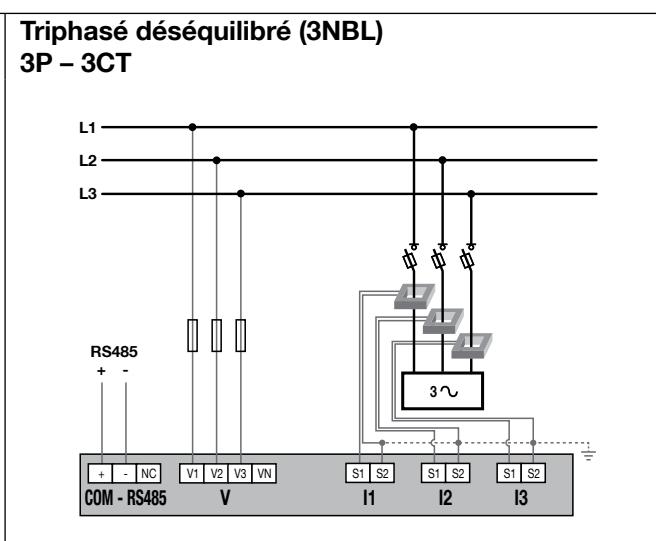 Triphasé déséquilibré (3NBL)
3P – 3CT
L1
L2
L3
RS485
+ -
3
+ - NC V1 V2 V3 VN S1 S2 S1 S2 S1 S2
COM - RS485 V I1 I2 I3